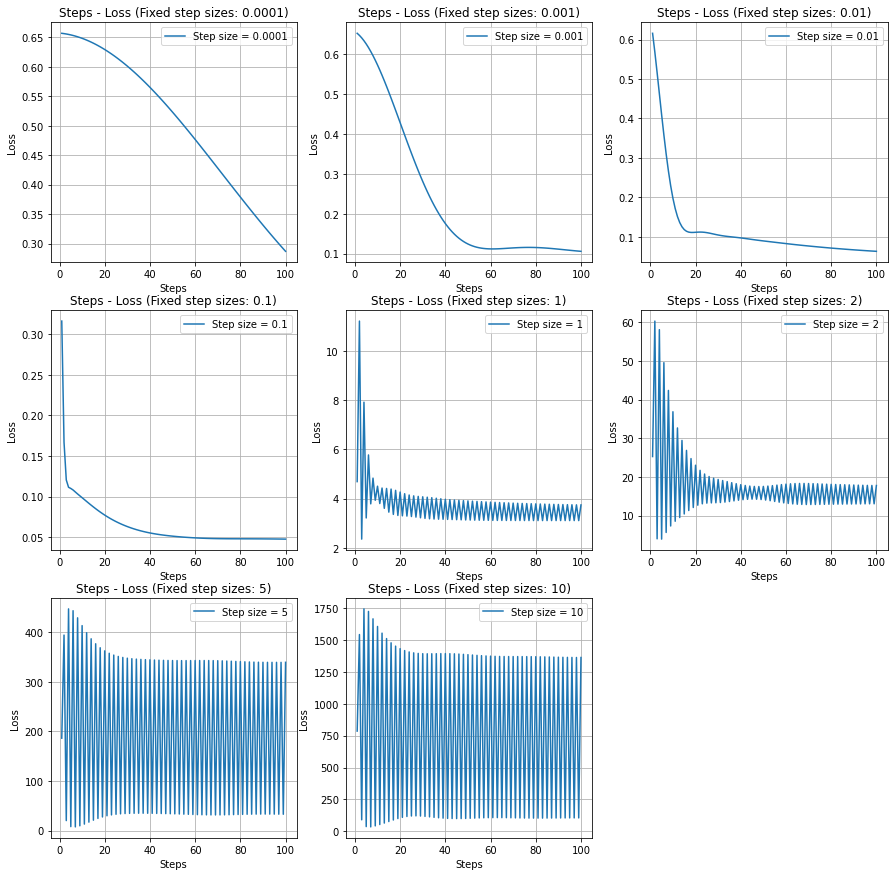 Steps - Loss (Fixed step sizes: 0.0001)
Step size = 0.0001
Loss
0.65
0.60
0.55
0.50
0.45
0.40
0.35
0.30
0 20 40 60 80 100
Steps
Steps - Loss (Fixed step sizes: 0.001)
Step size = 0.001
Loss
0.6
0.5
0.4
0.3
0.2
0.1
0 20 40 60 80 100
Steps
Steps - Loss (Fixed step sizes: 0.01)
Step size = 0.01
Loss
0.6
0.5
0.4
0.3
0.2
0.1
0 20 40 60 80 100
Steps
Steps - Loss (Fixed step sizes: 0.1)
Step size = 0.1
Loss
0.30
0.25
0.20
0.15
0.10
0.05
0 20 40 60 80 100
Steps
Steps - Loss (Fixed step sizes: 1)
Step size = 1
Loss
10
8
6
4
2
0 20 40 60 80 100
Steps
Steps - Loss (Fixed step sizes: 2)
Step size = 2
Loss
60
50
40
30
20
10
0 20 40 60 80 100
Steps
Steps - Loss (Fixed step sizes: 5)
Step size = 5
Loss
400
300
200
100
0
0 20 40 60 80 100
Steps
Steps - Loss (Fixed step sizes: 10)
Step size = 10
Loss
1750
1500
1250
1000
750
500
250
0
0 20 40 60 80 100
Steps